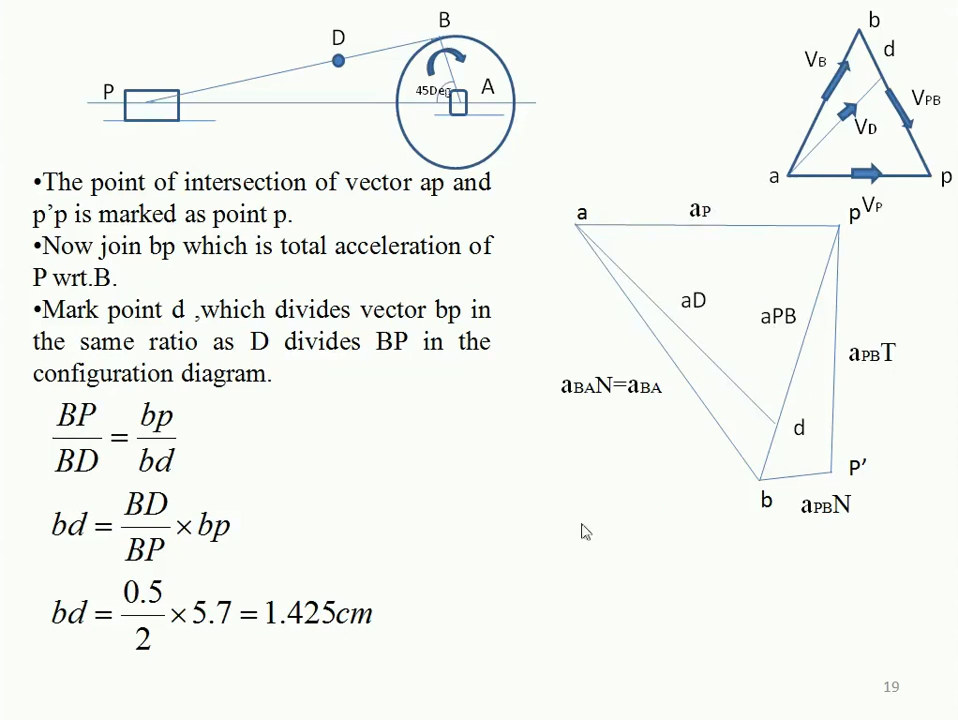 B
D
P
A
45Deg
•The point of intersection of vector ap and
p’p is marked as point p.
•Now join bp which is total acceleration of
P wrt.B.
•Mark point d ,which divides vector bp in
the same ratio as D divides BP in the
configuration diagram.
BP/BD = bp/bd
bd = BD/BP × bp
bd = 0.5/2 × 5.7 = 1.425cm
b
d
VB
VPB
VD
a
p
VP
a
aP
p
aD
aPB
aPBT
aBAN=aBA
d
P’
b
aPBN
19